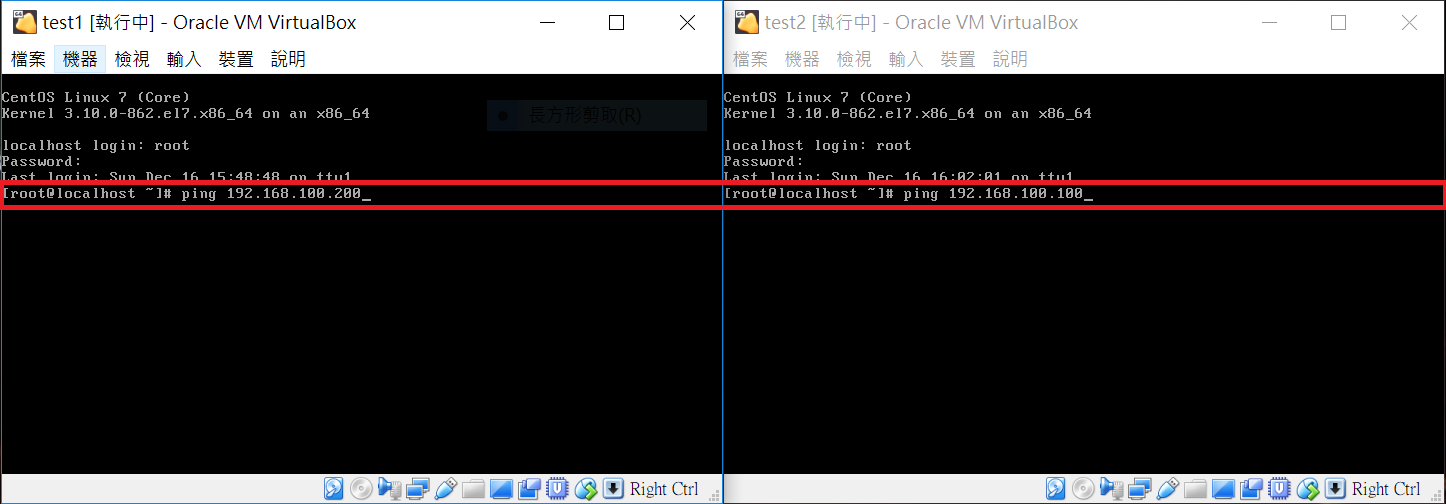 test1 [執行中] - Oracle VM VirtualBox
檔案 機器 檢視 輸入 裝置 說明
CentOS Linux 7 (Core)
Kernel 3.10.0-862.el7.x86_64 on an x86_64
長方形剪取(R)
localhost login: root
Password:
Last login: Sun Dec 16 15:48:48 on tty1
[root@localhost ~]# ping 192.168.100.200_
Right Ctrl
test2 [執行中] - Oracle VM VirtualBox
檔案 機器 檢視 輸入 裝置 說明
CentOS Linux 7 (Core)
Kernel 3.10.0-862.el7.x86_64 on an x86_64
localhost login: root
Password:
Last login: Sun Dec 16 16:02:01 on tty1
[root@localhost ~]# ping 192.168.100.100_
Right Ctrl